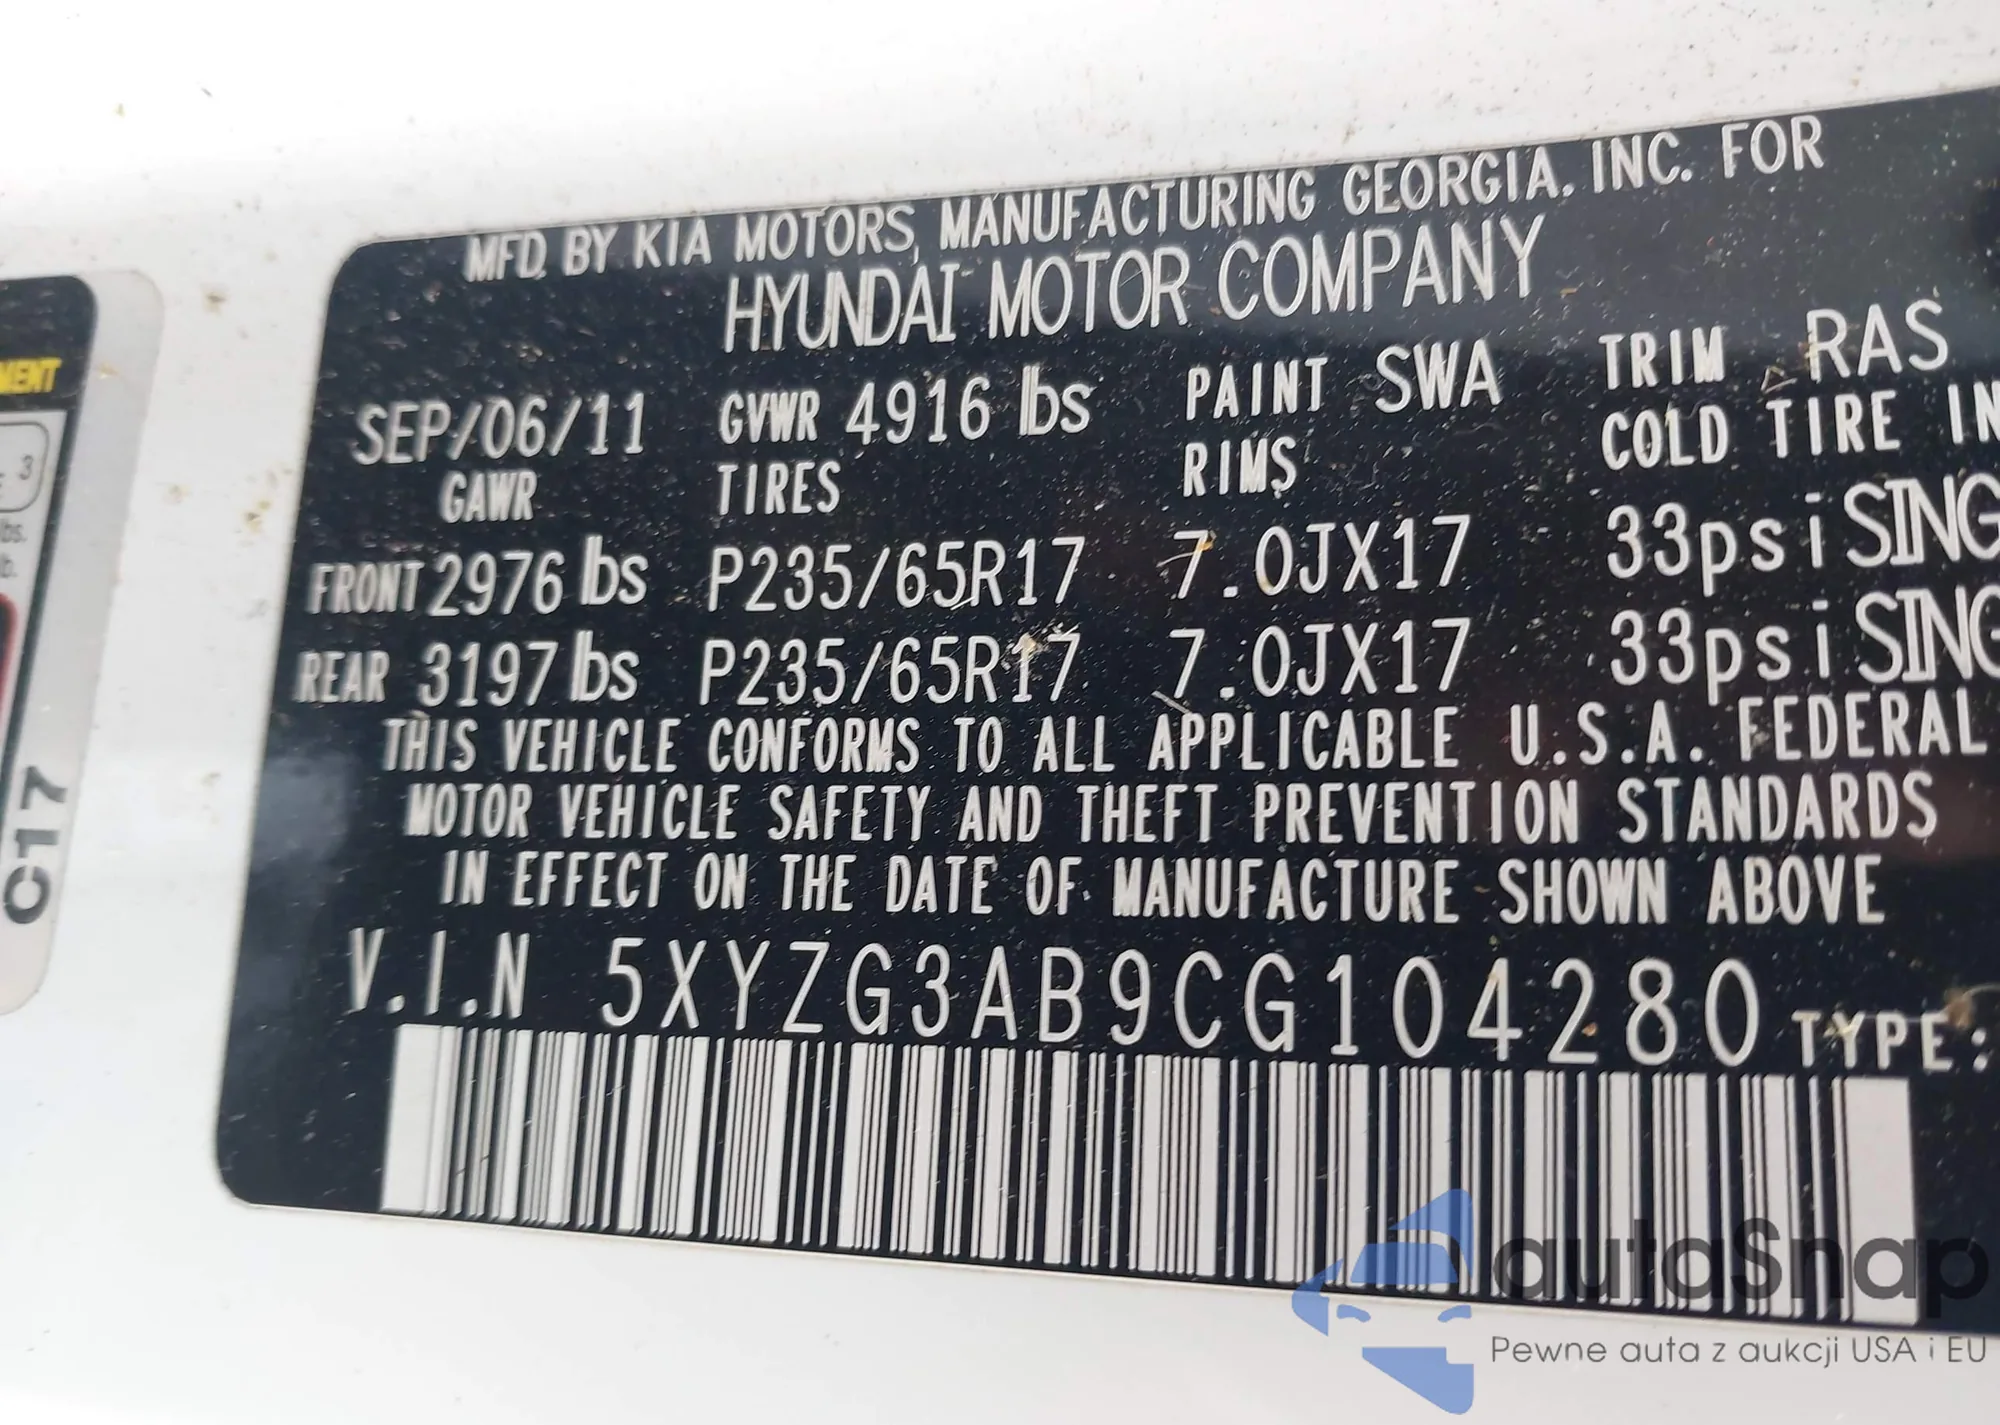 MFD. BY KIA MOTORS, MANUFACTURING GEORGIA. INC. FOR
HYUNDAI MOTOR COMPANY
SEP/06/11 GVWR 4916 lbs PAINT SWA TRIM RAS
GAWR TIRES RIMS COLD TIRE IN
FRONT 2976 lbs P235/65R17 7.0JX17 33psi SING
REAR 3197 lbs P235/65R17 7.0JX17 33psi SING
THIS VEHICLE CONFORMS TO ALL APPLICABLE U.S.A. FEDERAL
MOTOR VEHICLE SAFETY AND THEFT PREVENTION STANDARDS
IN EFFECT ON THE DATE OF MANUFACTURE SHOWN ABOVE
V.I.N 5XYZG3AB9CG104280 TYPE:
MENT
3
lbs.
lb.
C17
autoSnap
Pewne auta z aukcji USA i EU